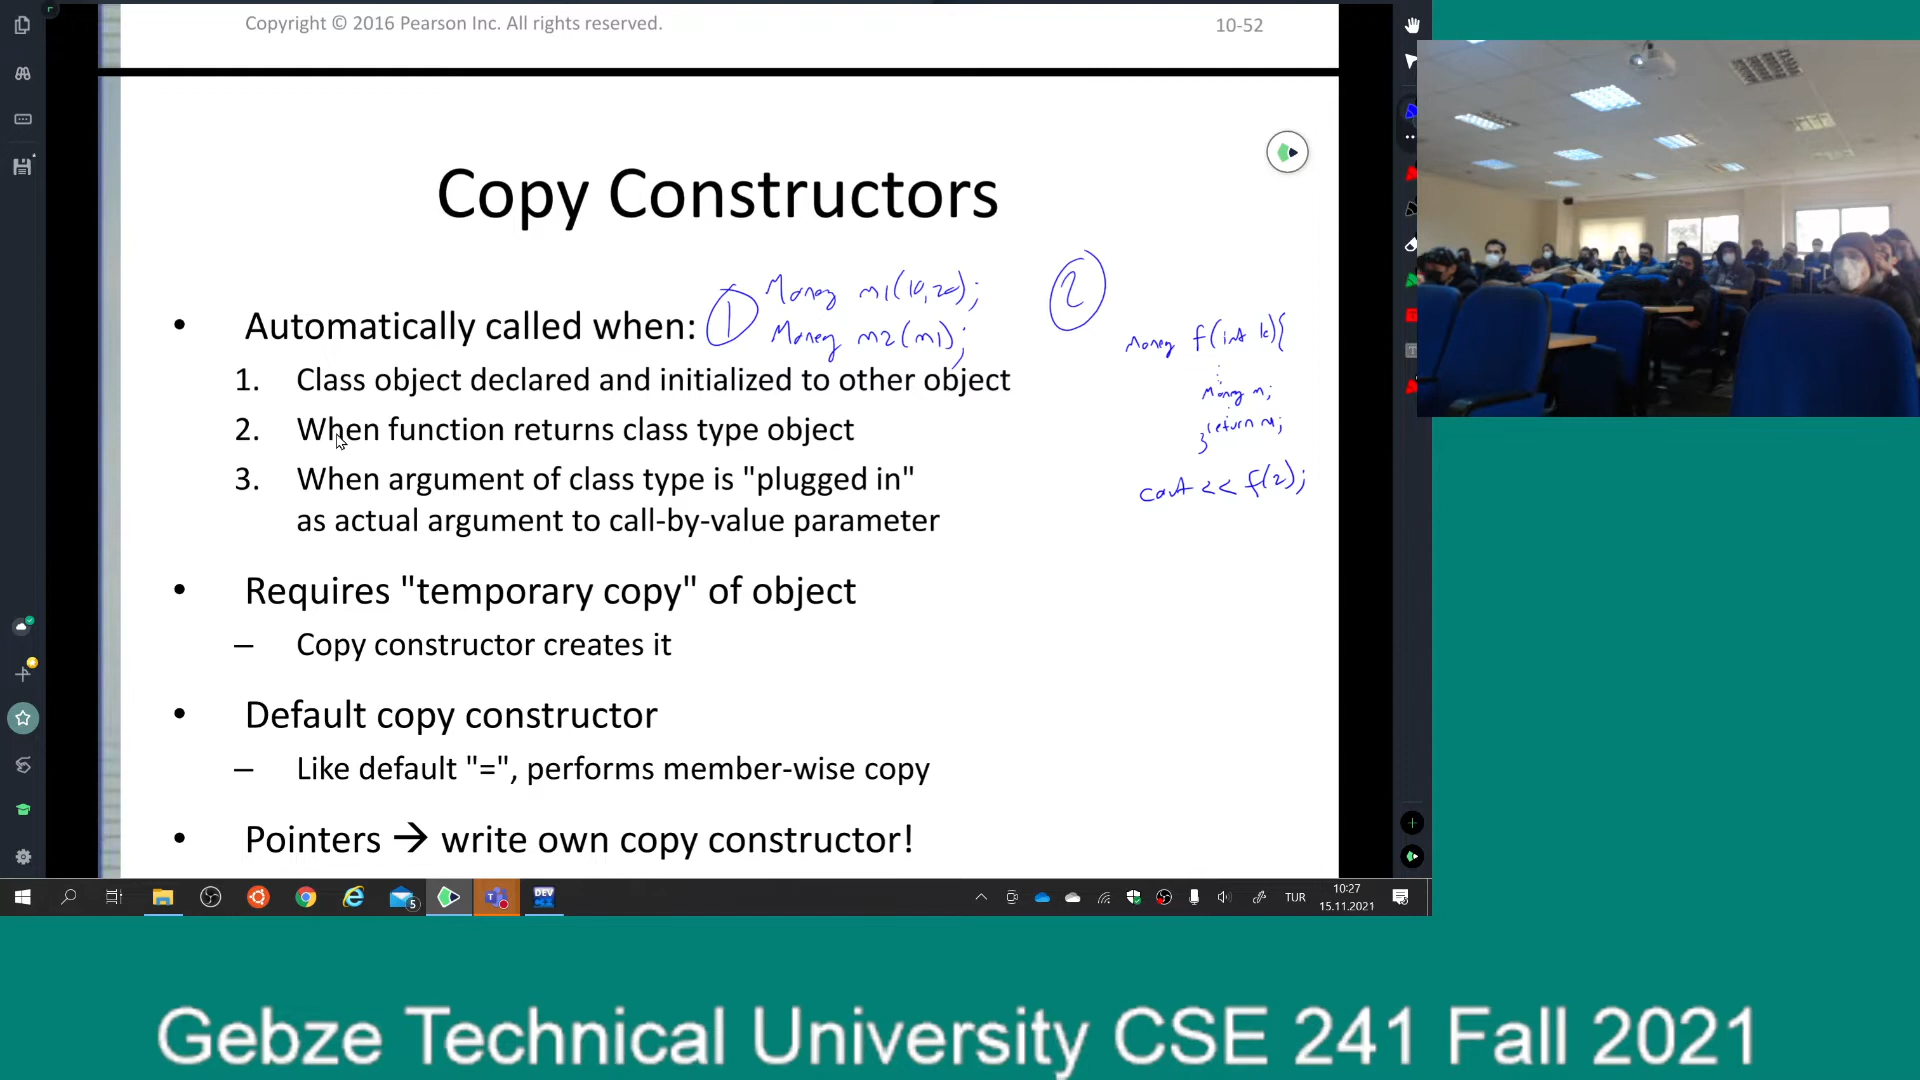 Copyright © 2016 Pearson Inc. All rights reserved.
10-52
Copy Constructors
① Money m1(10,20);
Money m2(m1);
②
Money f(int k){
:
Money m;
return m;
}
cout << f(2);
• Automatically called when:
1. Class object declared and initialized to other object
2. When function returns class type object
3. When argument of class type is "plugged in"
as actual argument to call-by-value parameter
• Requires "temporary copy" of object
– Copy constructor creates it
• Default copy constructor
– Like default "=", performs member-wise copy
• Pointers → write own copy constructor!
5
DEV
TUR
10:27
15.11.2021
Gebze Technical University CSE 241 Fall 2021